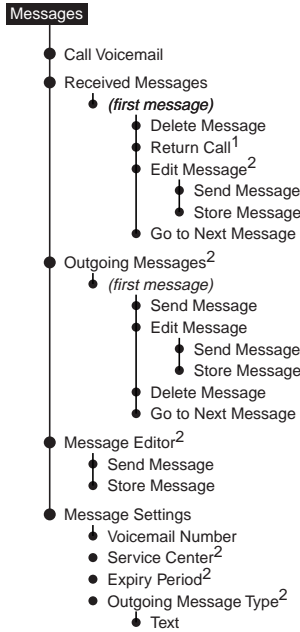 Messages
Call Voicemail
Received Messages
(first message)
Delete Message
Return Call1
Edit Message2
Send Message
Store Message
Go to Next Message
Outgoing Messages2
(first message)
Send Message
Edit Message
Send Message
Store Message
Delete Message
Go to Next Message
Message Editor2
Send Message
Store Message
Message Settings
Voicemail Number
Service Center2
Expiry Period2
Outgoing Message Type2
Text